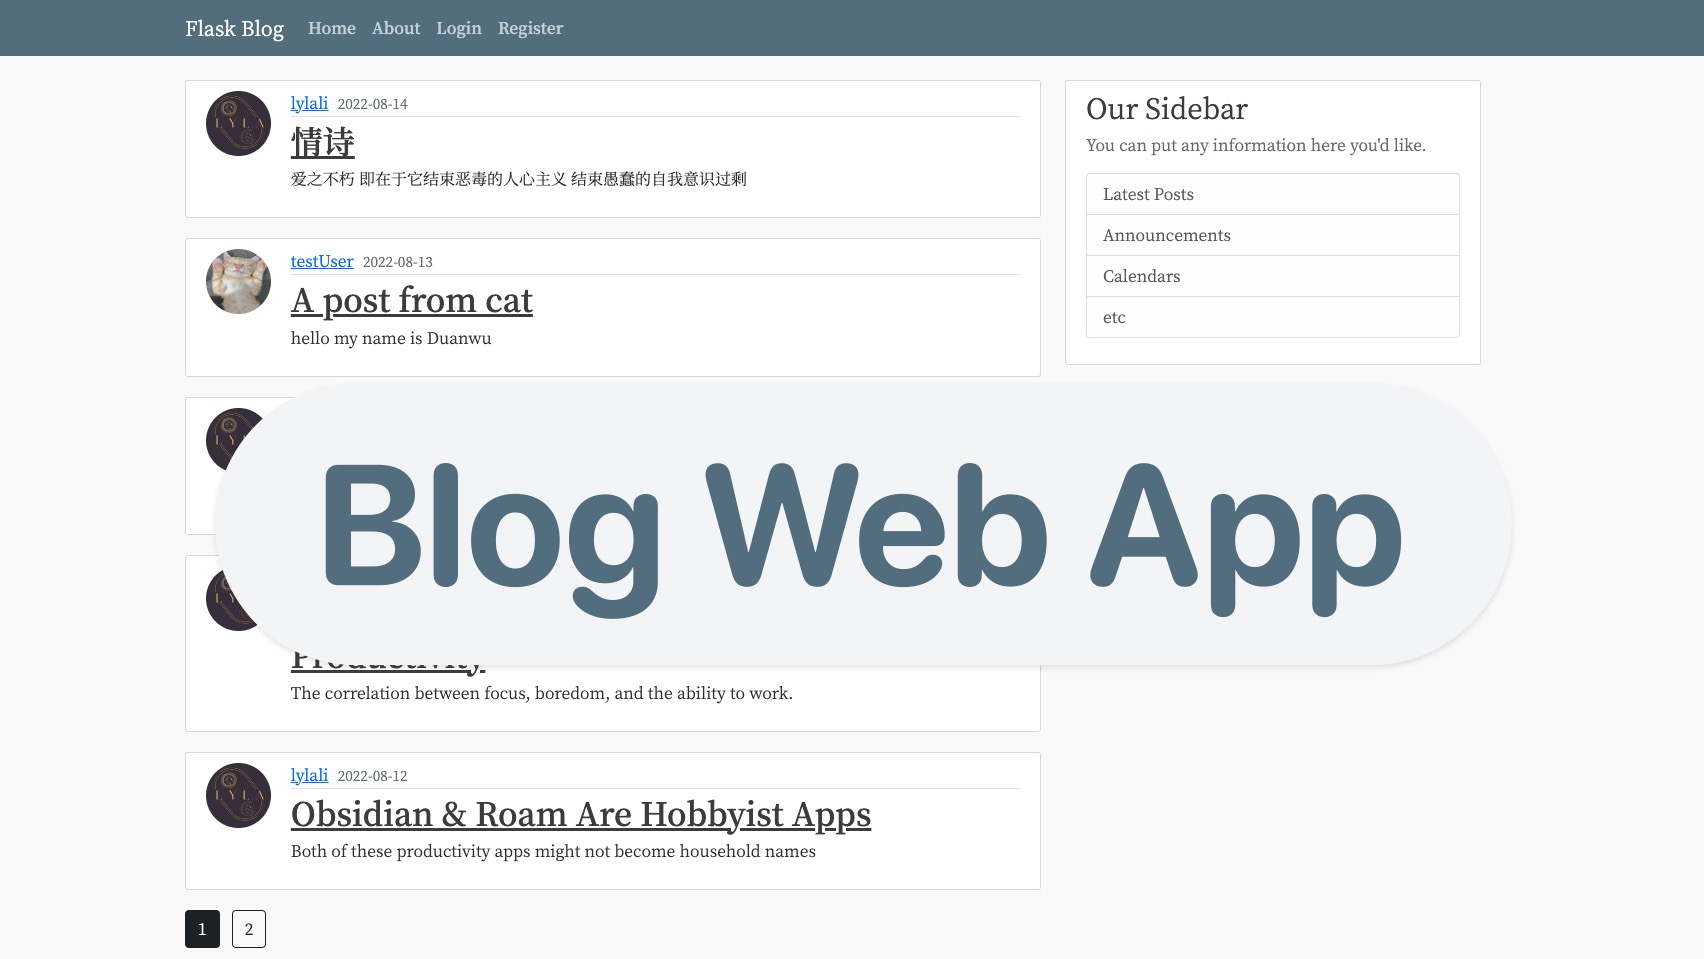 Flask Blog Home About Login Register
lylali 2022-08-14
情诗
爱之不朽 即在于它结束恶毒的人心主义 结束愚蠢的自我意识过剩
testUser 2022-08-13
A post from cat
hello my name is Duanwu
Productivity
The correlation between focus, boredom, and the ability to work.
lylali 2022-08-12
Obsidian & Roam Are Hobbyist Apps
Both of these productivity apps might not become household names
1 2
Our Sidebar
You can put any information here you'd like.
Latest Posts
Announcements
Calendars
etc
Blog Web App
LYLA